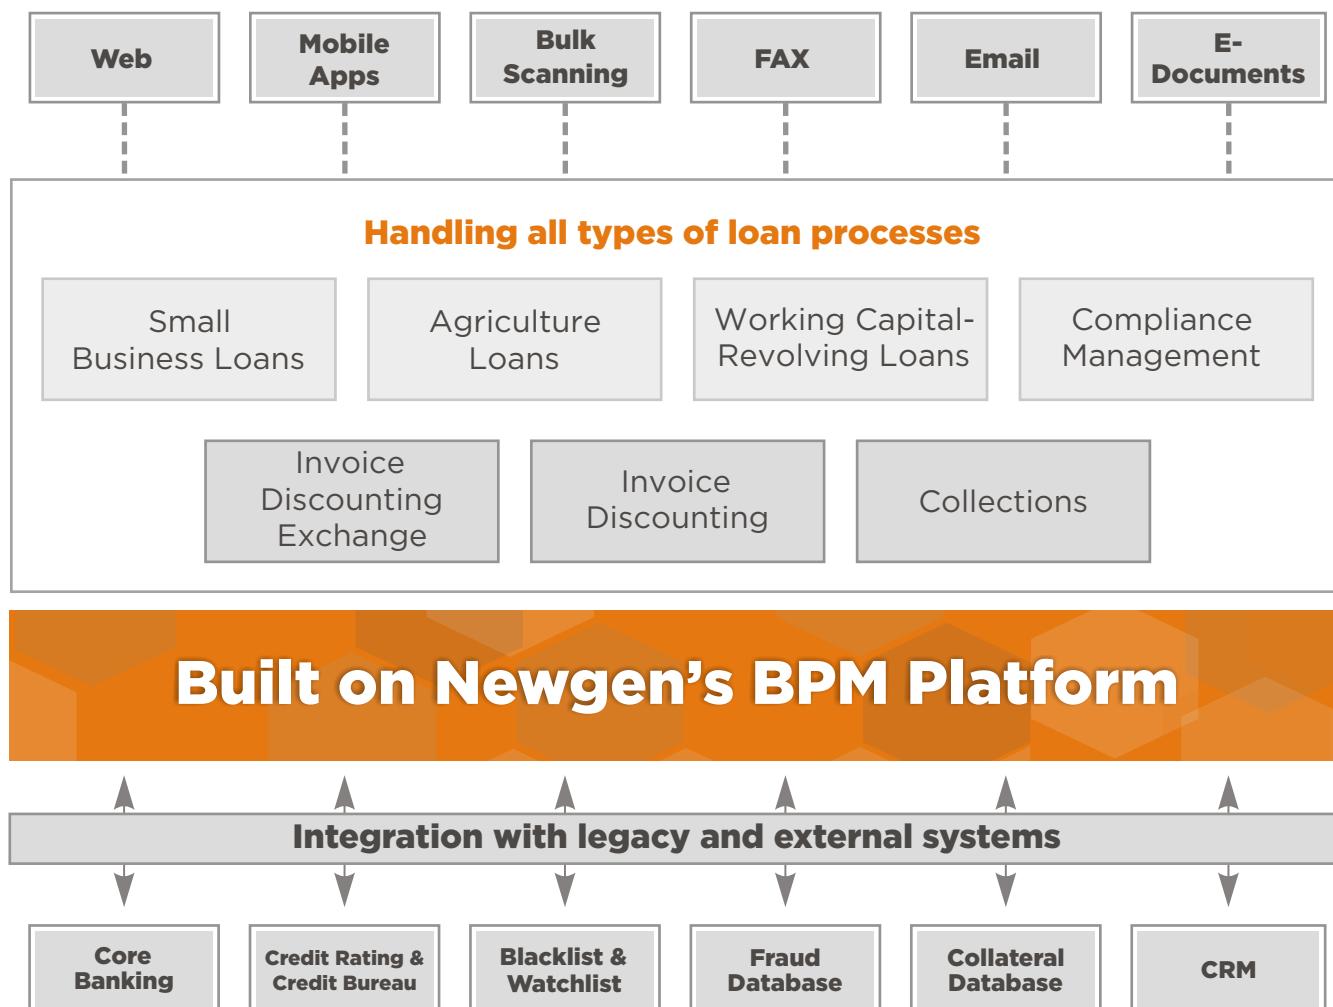 Web
Mobile
Apps
Bulk
Scanning
FAX
Email
E-
Documents
Handling all types of loan processes
Small
Business Loans
Agriculture
Loans
Working Capital-
Revolving Loans
Compliance
Management
Invoice
Discounting
Exchange
Invoice
Discounting
Collections
Built on Newgen’s BPM Platform
Integration with legacy and external systems
Core
Banking
Credit Rating &
Credit Bureau
Blacklist &
Watchlist
Fraud
Database
Collateral
Database
CRM